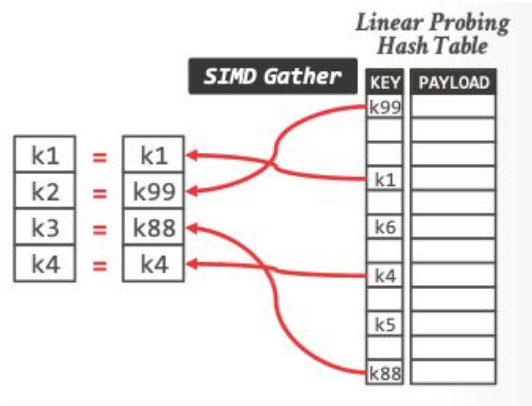 Linear Probing
Hash Table
SIMD Gather
KEY PAYLOAD
k99
k1 = k1
k2 = k99
k3 = k88
k4 = k4
k1
k6
k4
k5
k88